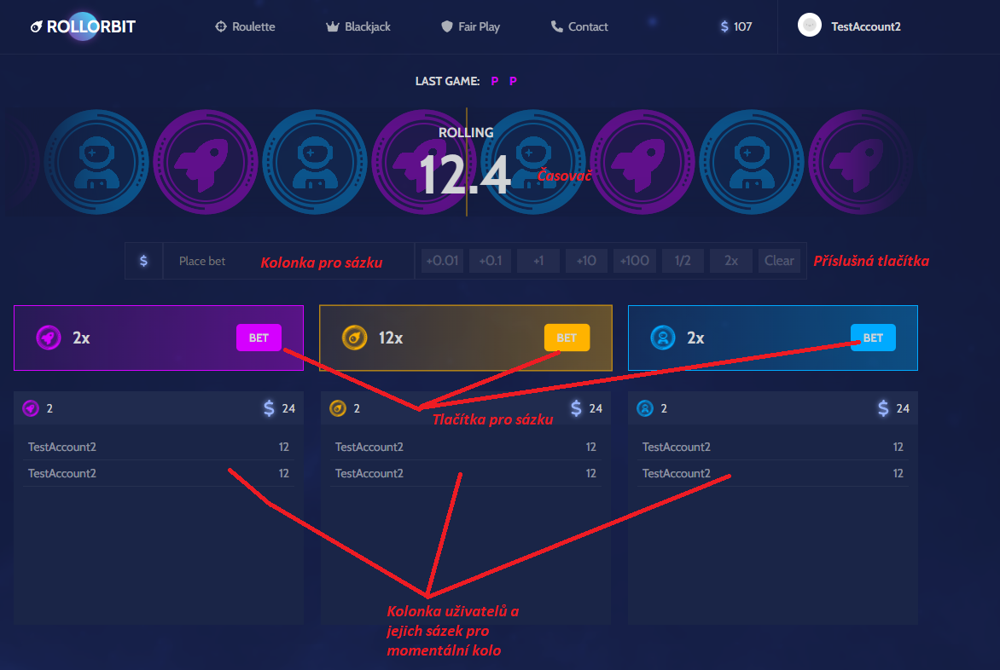 ROLLORBIT
Roulette
Blackjack
Fair Play
Contact
$ 107
TestAccount2
LAST GAME: P P
ROLLING
12.4
Časovač
$
Place bet
Kolonka pro sázku
+0.01
+0.1
+1
+10
+100
1/2
2x
Clear
Příslušná tlačítka
2x
BET
12x
BET
2x
BET
2
$ 24
2
$ 24
2
$ 24
Tlačítka pro sázku
TestAccount2 12
TestAccount2 12
TestAccount2 12
TestAccount2 12
TestAccount2 12
TestAccount2 12
Kolonka uživatelů a
jejich sázek pro
momentální kolo